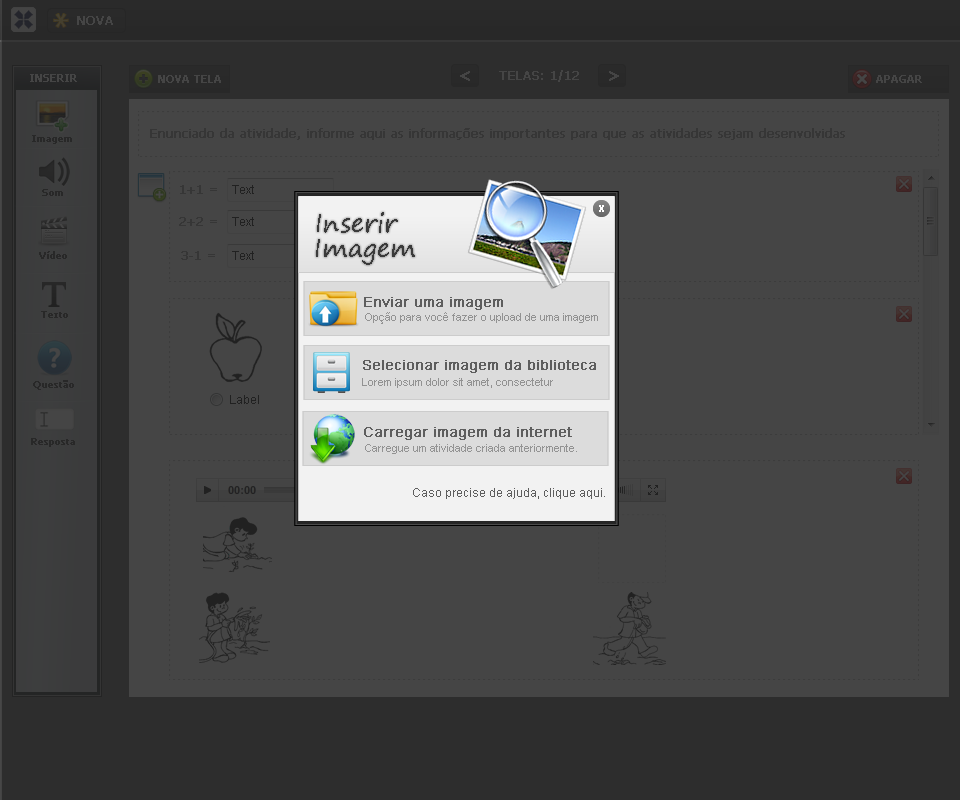 NOVA
INSERIR
Imagem
Som
Vídeo
Texto
Questão
Resposta
NOVA TELA
< TELAS: 1/12 >
APAGAR
Enunciado da atividade, informe aqui as informações importantes para que as atividades sejam desenvolvidas
1+1 = Text
2+2 = Text
3-1 = Text
Label
00:00
Inserir
Imagem
x
Enviar uma imagem
Opção para você fazer o upload de uma imagem
Selecionar imagem da biblioteca
Lorem ipsum dolor sit amet, consectetur
Carregar imagem da internet
Carregue um atividade criada anteriormente.
Caso precise de ajuda, clique aqui.